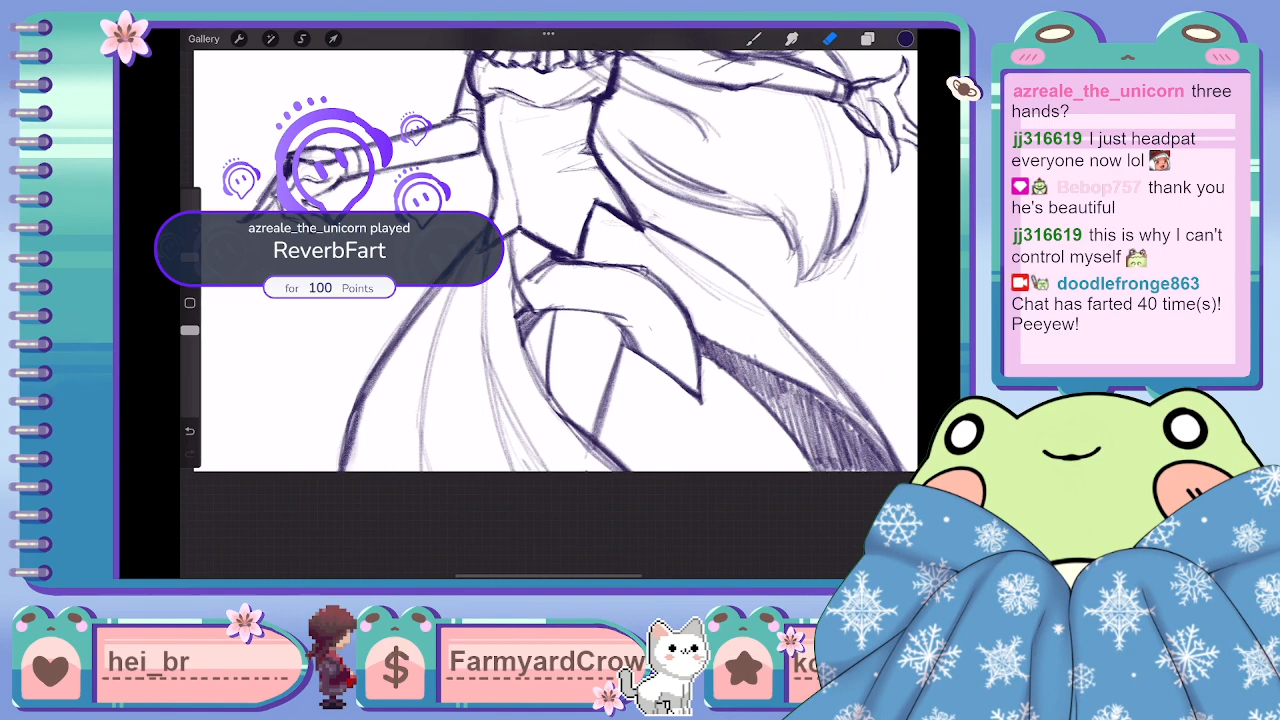 Gallery
azreale_the_unicorn played
ReverbFart
for 100 Points
azreale_the_unicorn three
hands?
jj316619 I just headpat
everyone now lol
Bebop757 thank you
he's beautiful
jj316619 this is why I can't
control myself
doodlefronge863
Chat has farted 40 time(s)!
Peeyew!
hei_br
$
FarmyardCrow